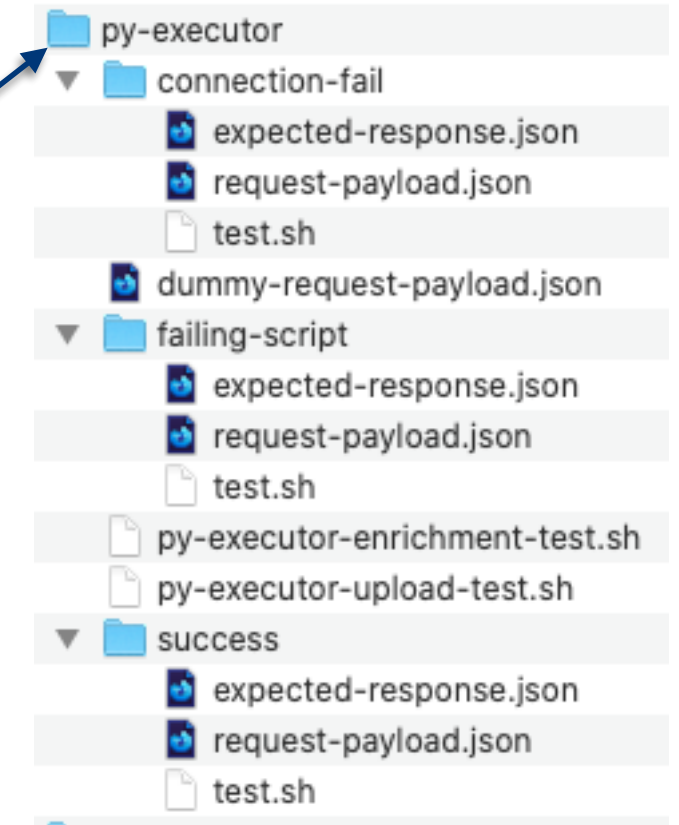 py-executor
connection-fail
expected-response.json
request-payload.json
test.sh
dummy-request-payload.json
failing-script
expected-response.json
request-payload.json
test.sh
py-executor-enrichment-test.sh
py-executor-upload-test.sh
success
expected-response.json
request-payload.json
test.sh